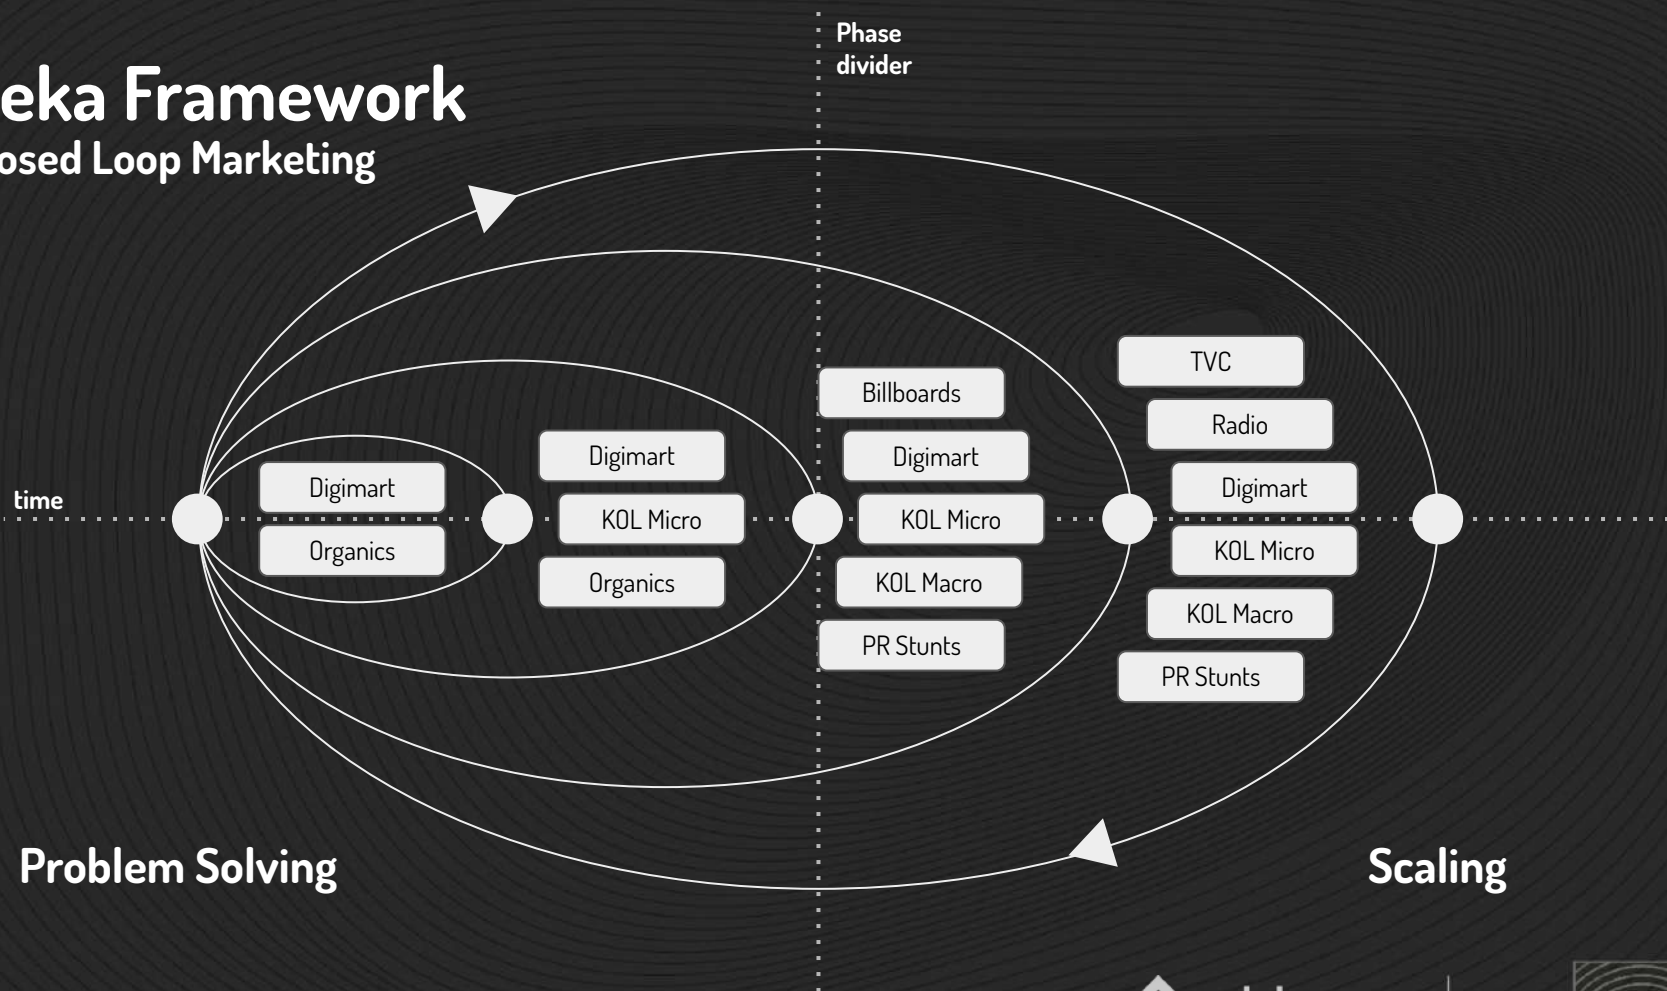 Phase
divider
eka Framework
osed Loop Marketing
time
Digimart
Organics
Digimart
KOL Micro
Organics
Billboards
Digimart
KOL Micro
KOL Macro
PR Stunts
TVC
Radio
Digimart
KOL Micro
KOL Macro
PR Stunts
Problem Solving
Scaling